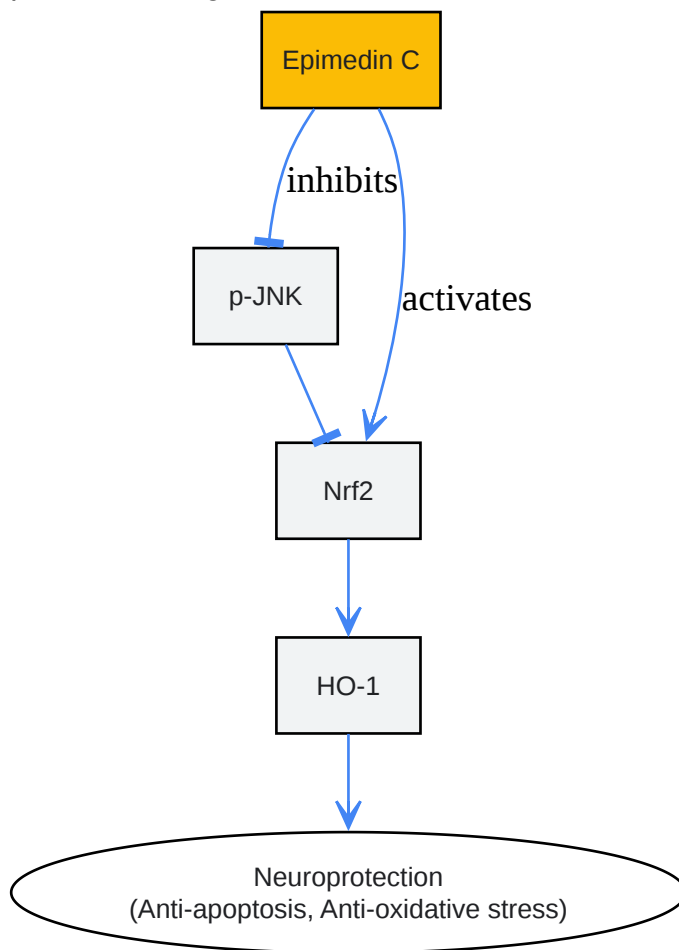 Epimedin C
inhibits
p-JNK
activates
Nrf2
HO-1
Neuroprotection
(Anti-apoptosis, Anti-oxidative stress)